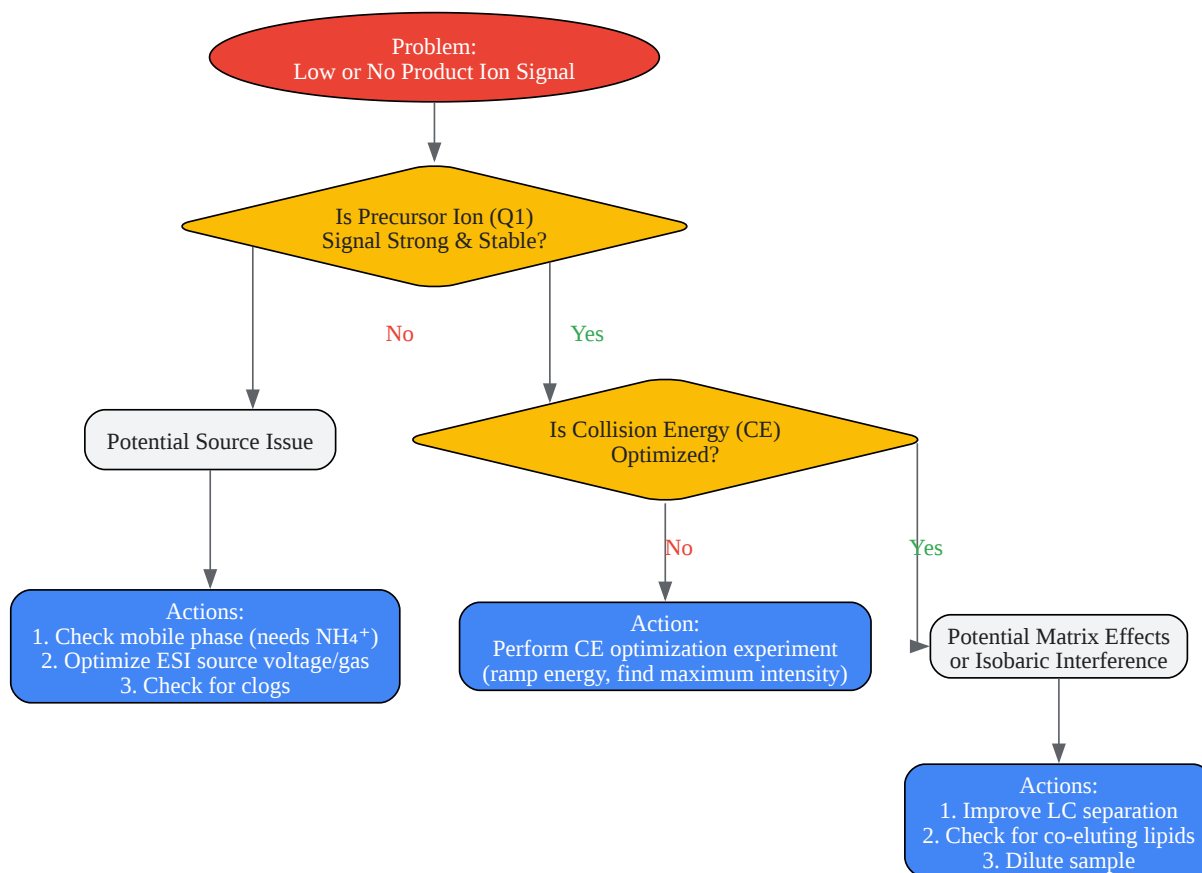 Problem:
Low or No Product Ion Signal
Is Precursor Ion (Q1)
Signal Strong & Stable?
No
Yes
Potential Source Issue
Is Collision Energy (CE)
Optimized?
No
Yes
Actions:
1. Check mobile phase (needs NH₄⁺)
2. Optimize ESI source voltage/gas
3. Check for clogs
Action:
Perform CE optimization experiment
(ramp energy, find maximum intensity)
Potential Matrix Effects
or Isobaric Interference
Actions:
1. Improve LC separation
2. Check for co-eluting lipids
3. Dilute sample